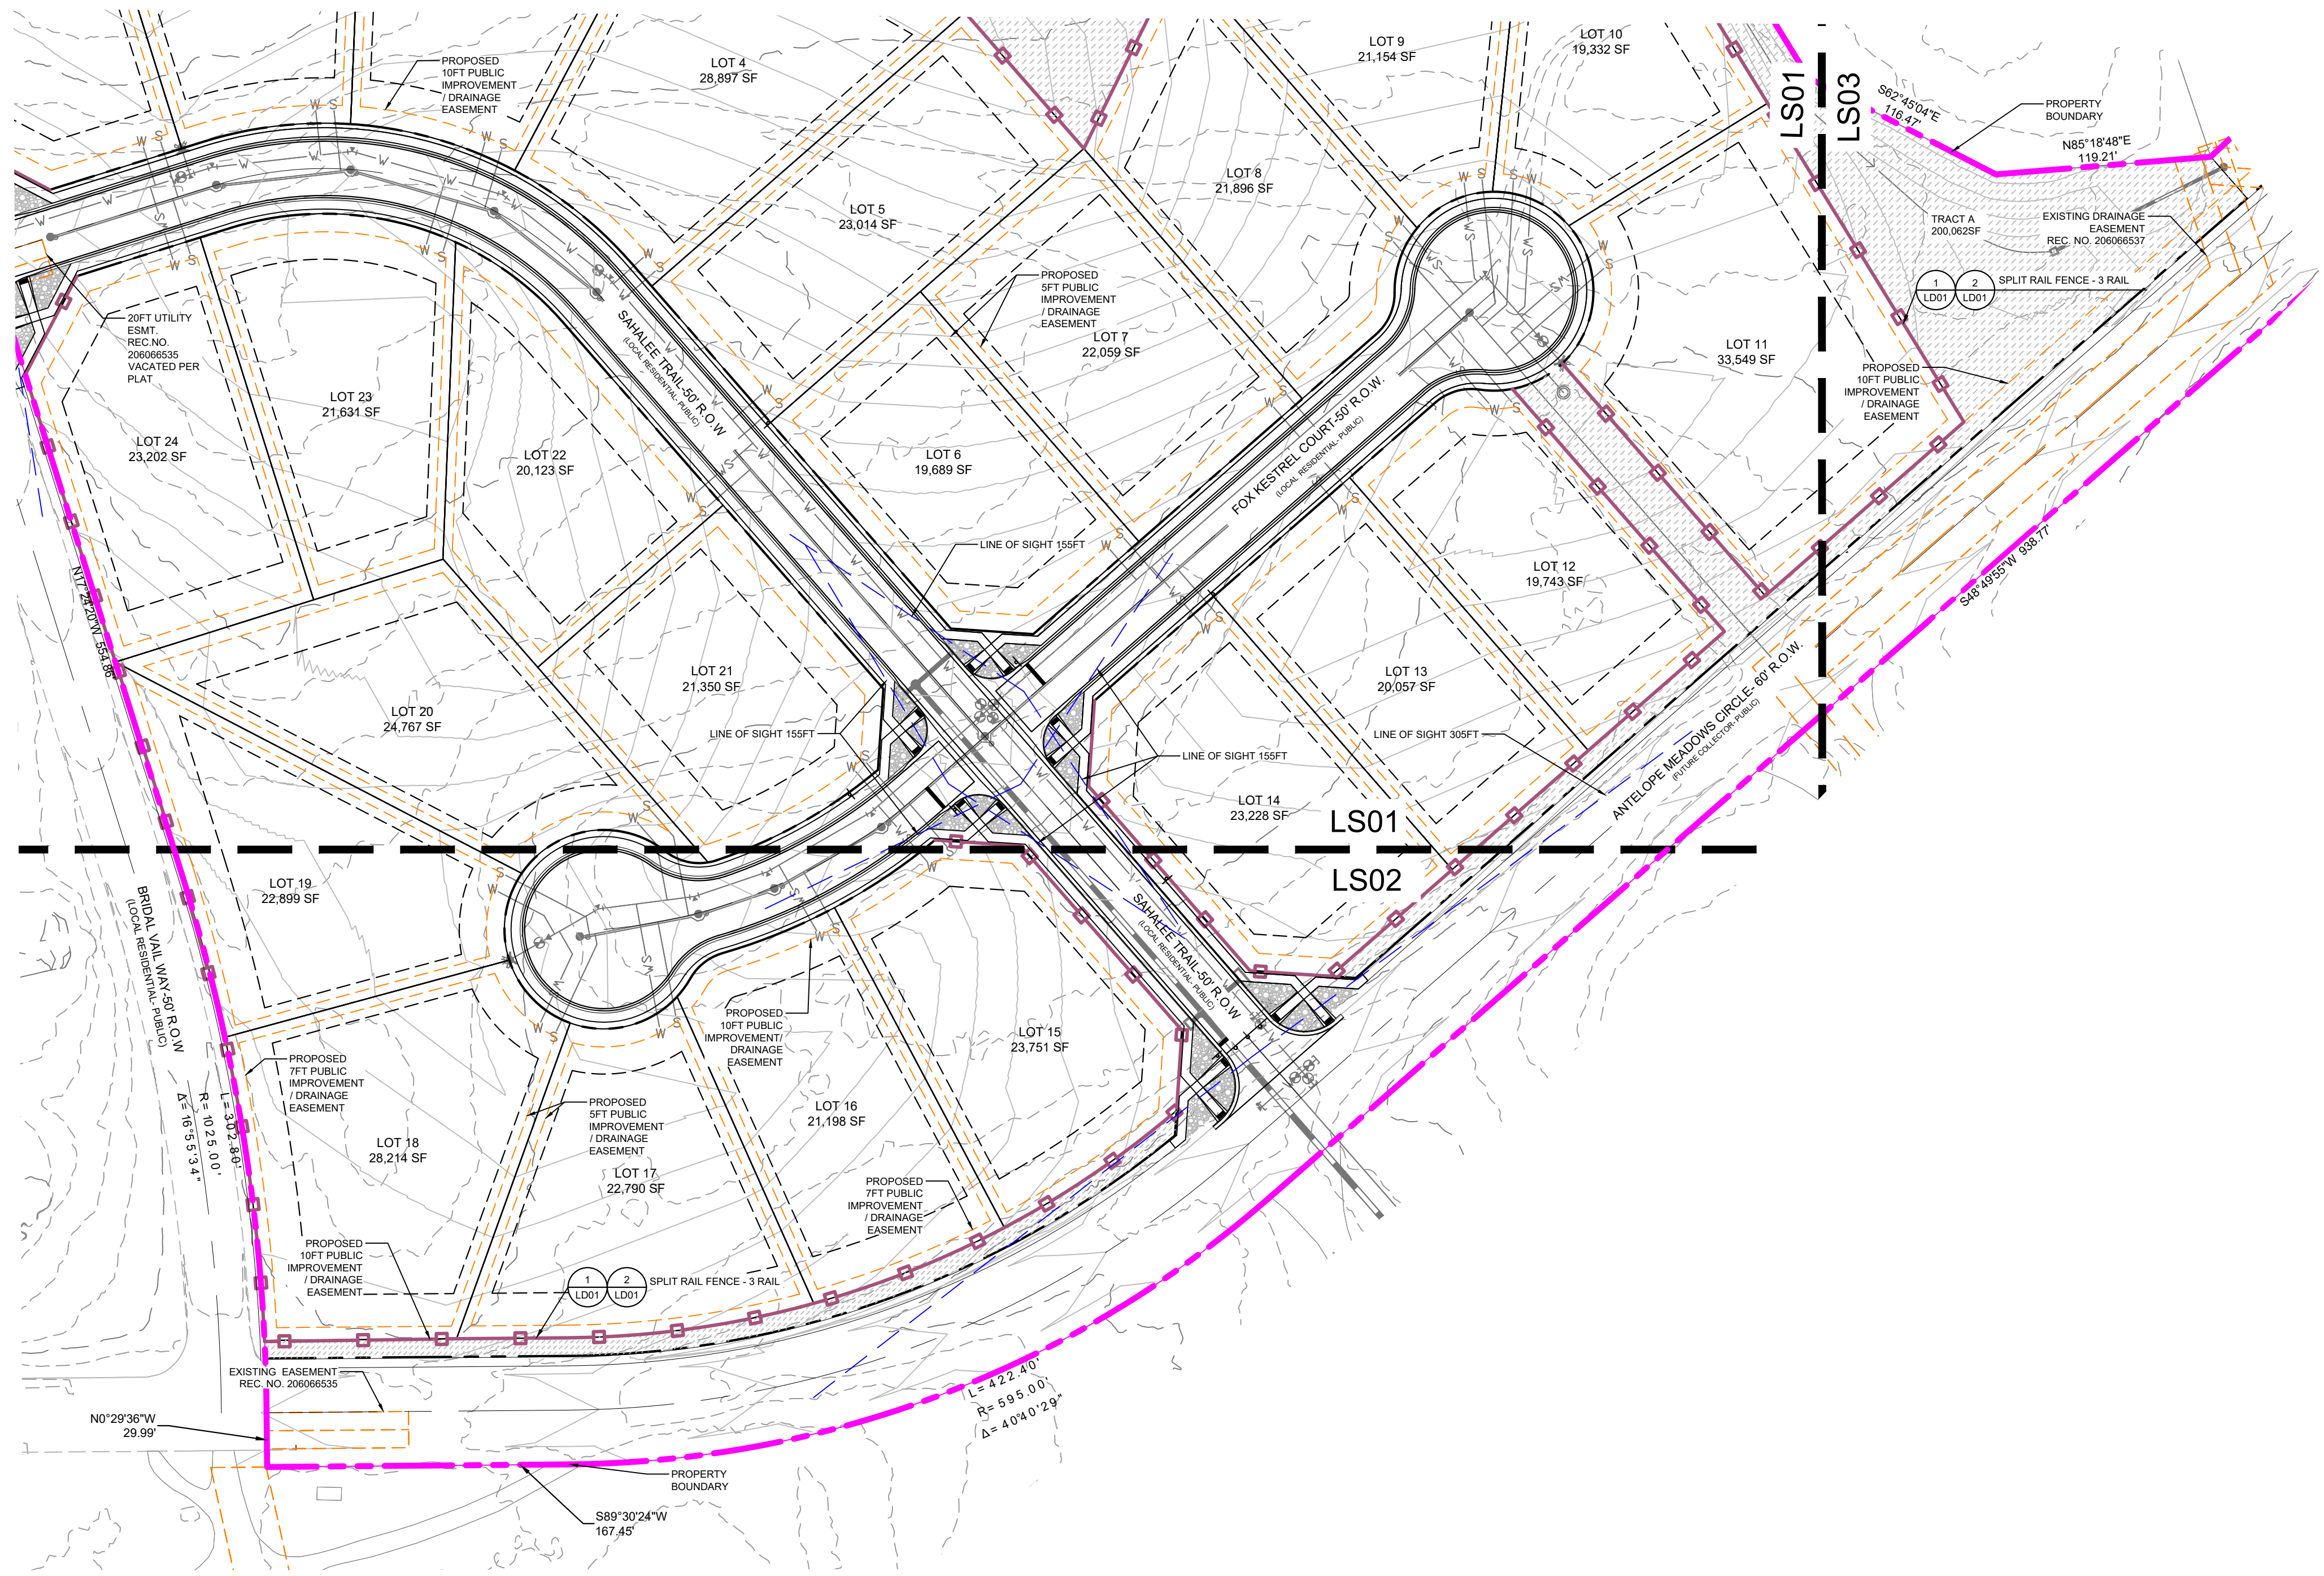 LOT 4
28,897 SF
PROPOSED
10FT PUBLIC
IMPROVEMENT
/ DRAINAGE
EASEMENT
LOT 9
21,154 SF
LOT 10
19,332 SF
LS01
LS03
S62°45'04"E
116.47'
PROPERTY
BOUNDARY
N85°18'48"E
119.21'
LOT 8
21,896 SF
LOT 5
23,014 SF
TRACT A
200,062SF
EXISTING DRAINAGE
EASEMENT
REC. NO. 206066537
1
LD01
2
LD01
SPLIT RAIL FENCE - 3 RAIL
PROPOSED
5FT PUBLIC
IMPROVEMENT
/ DRAINAGE
EASEMENT
LOT 7
22,059 SF
20FT UTILITY
ESMT.
REC.NO.
206066535
VACATED PER
PLAT
SAHALEE TRAIL-50' R.O.W
(LOCAL RESIDENTIAL- PUBLIC)
LOT 11
33,549 SF
PROPOSED
10FT PUBLIC
IMPROVEMENT
/ DRAINAGE
EASEMENT
LOT 23
21,631 SF
LOT 24
23,202 SF
LOT 22
20,123 SF
LOT 6
19,689 SF
FOX KESTREL COURT-50' R.O.W.
(LOCAL RESIDENTIAL- PUBLIC)
LINE OF SIGHT 155FT
LOT 12
19,743 SF
S48°49'55"W 938.77'
N17°24'20"W 554.86'
LOT 21
21,350 SF
LOT 13
20,057 SF
LOT 20
24,767 SF
LINE OF SIGHT 155FT
LINE OF SIGHT 155FT
LINE OF SIGHT 305FT
ANTELOPE MEADOWS CIRCLE- 60' R.O.W.
(FUTURE COLLECTOR- PUBLIC)
LOT 14
23,228 SF
LS01
LS02
LOT 19
22,899 SF
BRIDAL VAIL WAY-50' R.O.W
(LOCAL RESIDENTIAL- PUBLIC)
SAHALEE TRAIL-50' R.O.W
(LOCAL RESIDENTIAL- PUBLIC)
PROPOSED
10FT PUBLIC
IMPROVEMENT/
DRAINAGE
EASEMENT
LOT 15
23,751 SF
PROPOSED
7FT PUBLIC
IMPROVEMENT
/ DRAINAGE
EASEMENT
L=302.80'
R=1025.00'
Δ=16°55'34"
PROPOSED
5FT PUBLIC
IMPROVEMENT
/ DRAINAGE
EASEMENT
LOT 16
21,198 SF
LOT 18
28,214 SF
LOT 17
22,790 SF
PROPOSED
7FT PUBLIC
IMPROVEMENT
/ DRAINAGE
EASEMENT
PROPOSED
10FT PUBLIC
IMPROVEMENT
/ DRAINAGE
EASEMENT
1
LD01
2
LD01
SPLIT RAIL FENCE - 3 RAIL
EXISTING EASEMENT
REC. NO. 206066535
L=422.40'
R=595.00'
Δ=40°40'29"
N0°29'36"W
29.99'
PROPERTY
BOUNDARY
S89°30'24"W
167.45'